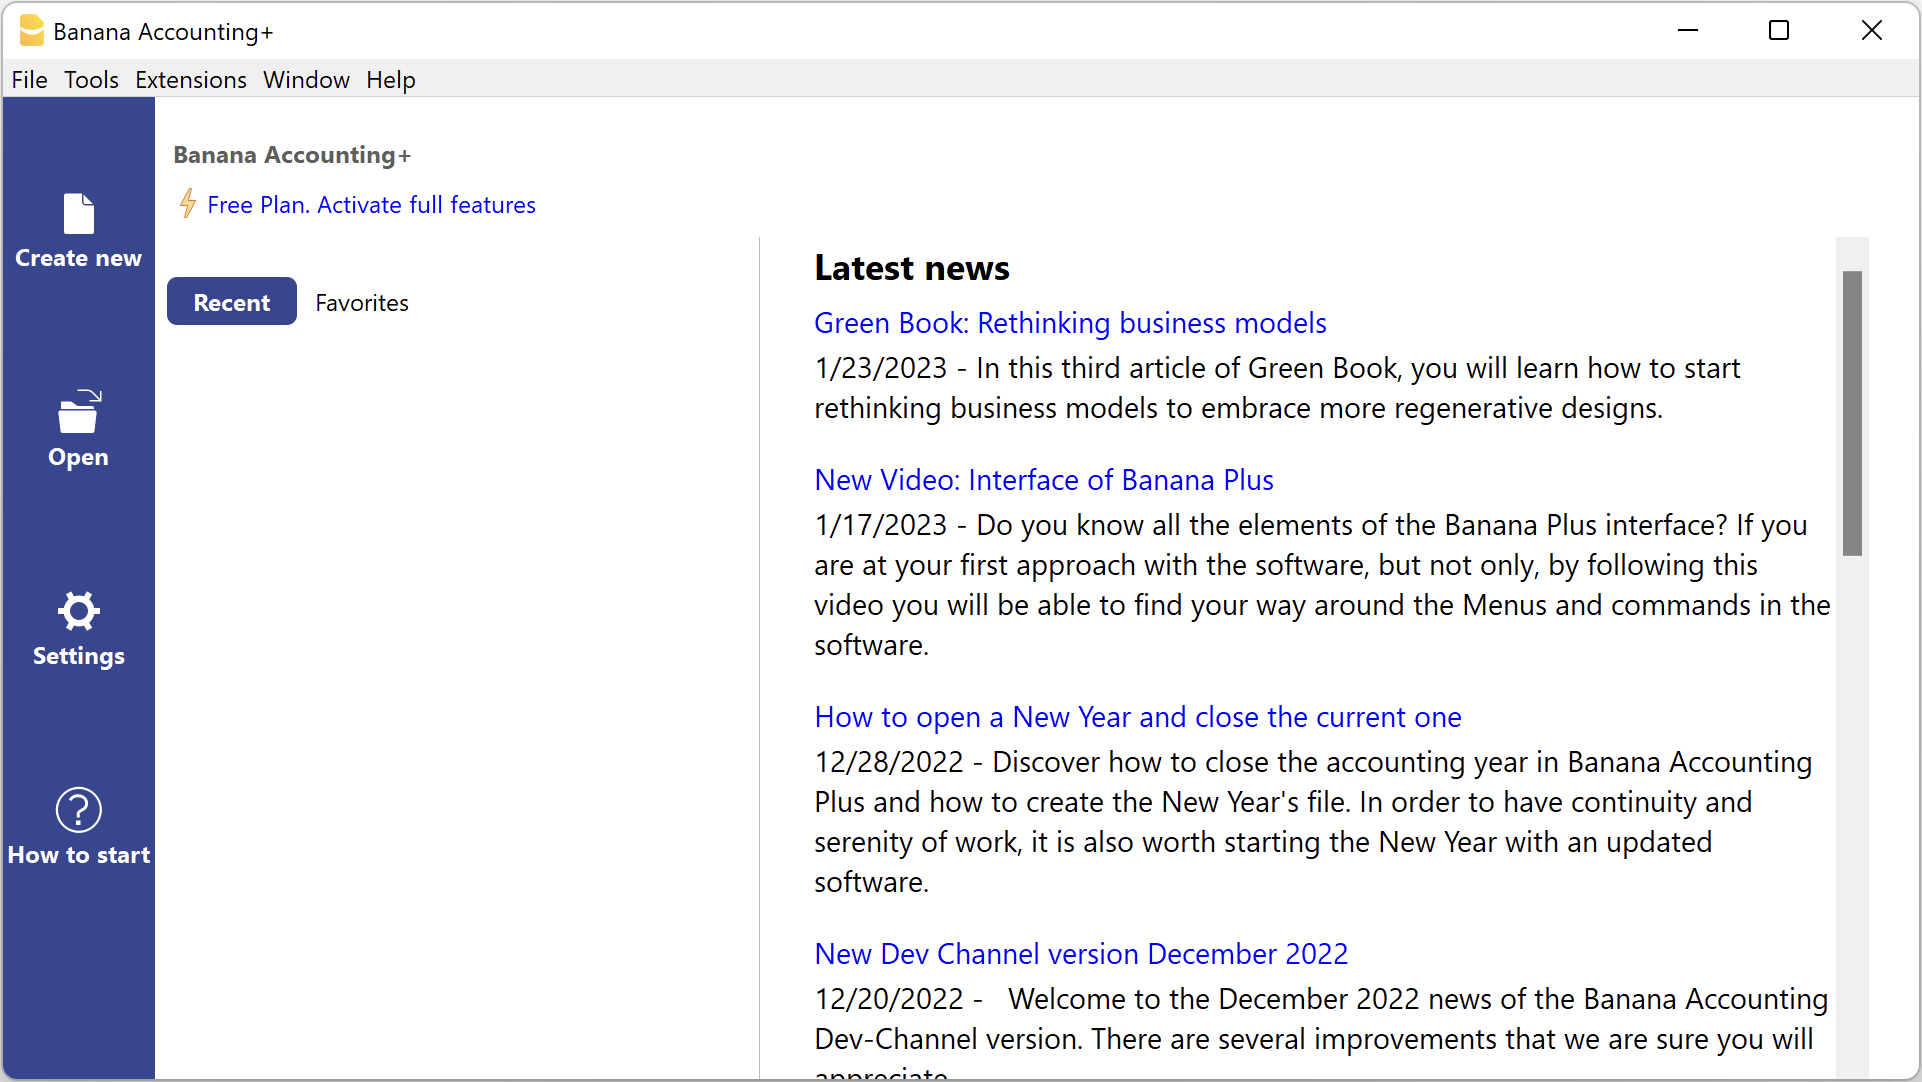 Banana Accounting+
File Tools Extensions Window Help
Create new
Open
Settings
How to start
Banana Accounting+
Free Plan. Activate full features
Recent Favorites
Latest news
Green Book: Rethinking business models
1/23/2023 - In this third article of Green Book, you will learn how to start
rethinking business models to embrace more regenerative designs.
New Video: Interface of Banana Plus
1/17/2023 - Do you know all the elements of the Banana Plus interface? If you
are at your first approach with the software, but not only, by following this
video you will be able to find your way around the Menus and commands in the
software.
How to open a New Year and close the current one
12/28/2022 - Discover how to close the accounting year in Banana Accounting
Plus and how to create the New Year's file. In order to have continuity and
serenity of work, it is also worth starting the New Year with an updated
software.
New Dev Channel version December 2022
12/20/2022 -   Welcome to the December 2022 news of the Banana Accounting
Dev-Channel version. There are several improvements that we are sure you will
appreciate.